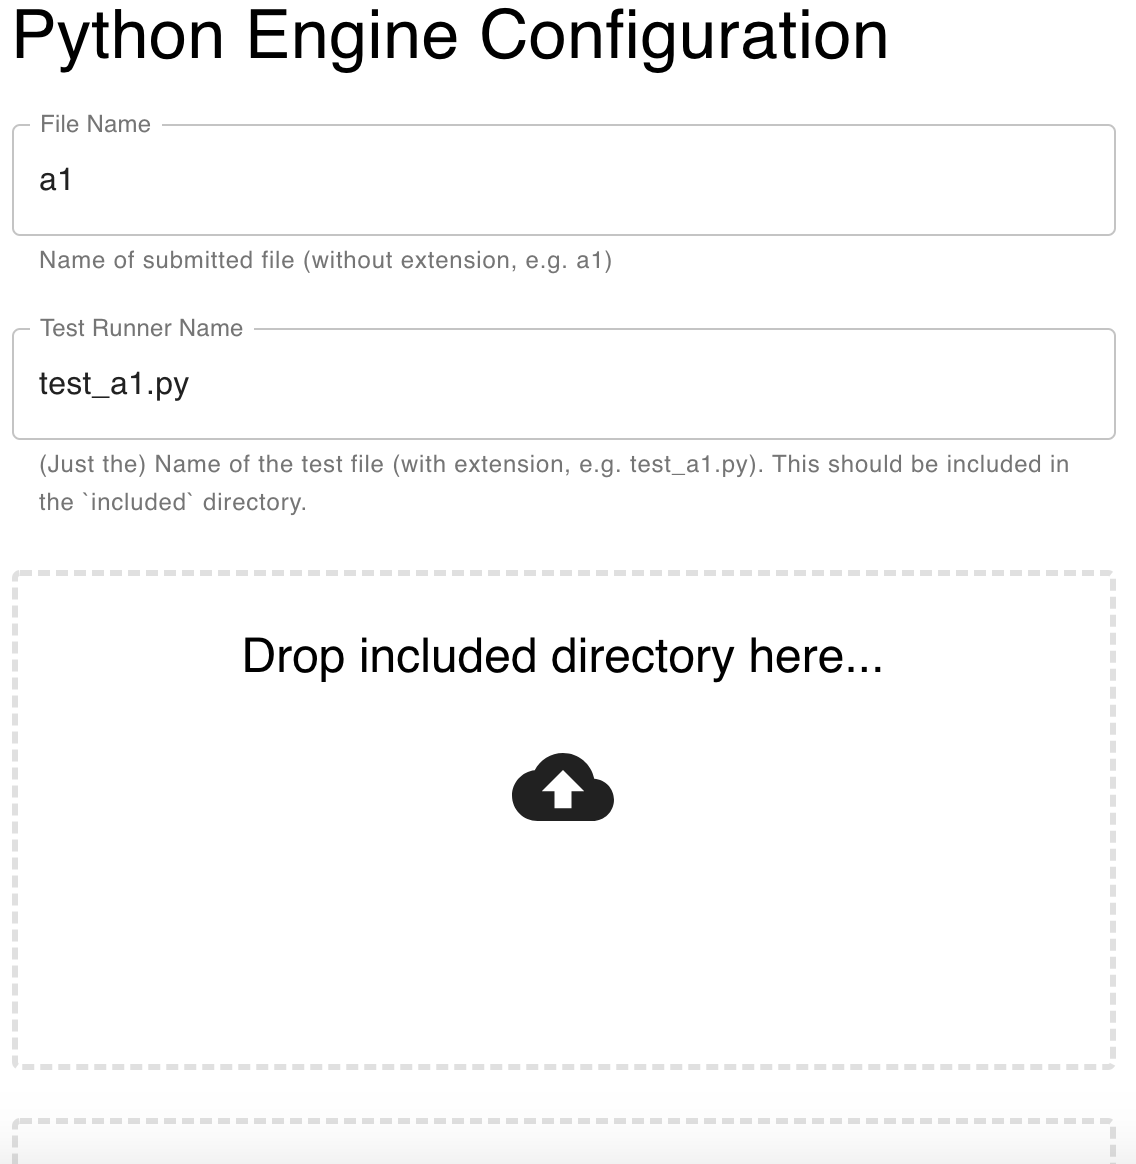 Python Engine Configuration
File Name
a1
Name of submitted file (without extension, e.g. a1)
Test Runner Name
test_a1.py
(Just the) Name of the test file (with extension, e.g. test_a1.py). This should be included in
the `included` directory.
Drop included directory here...